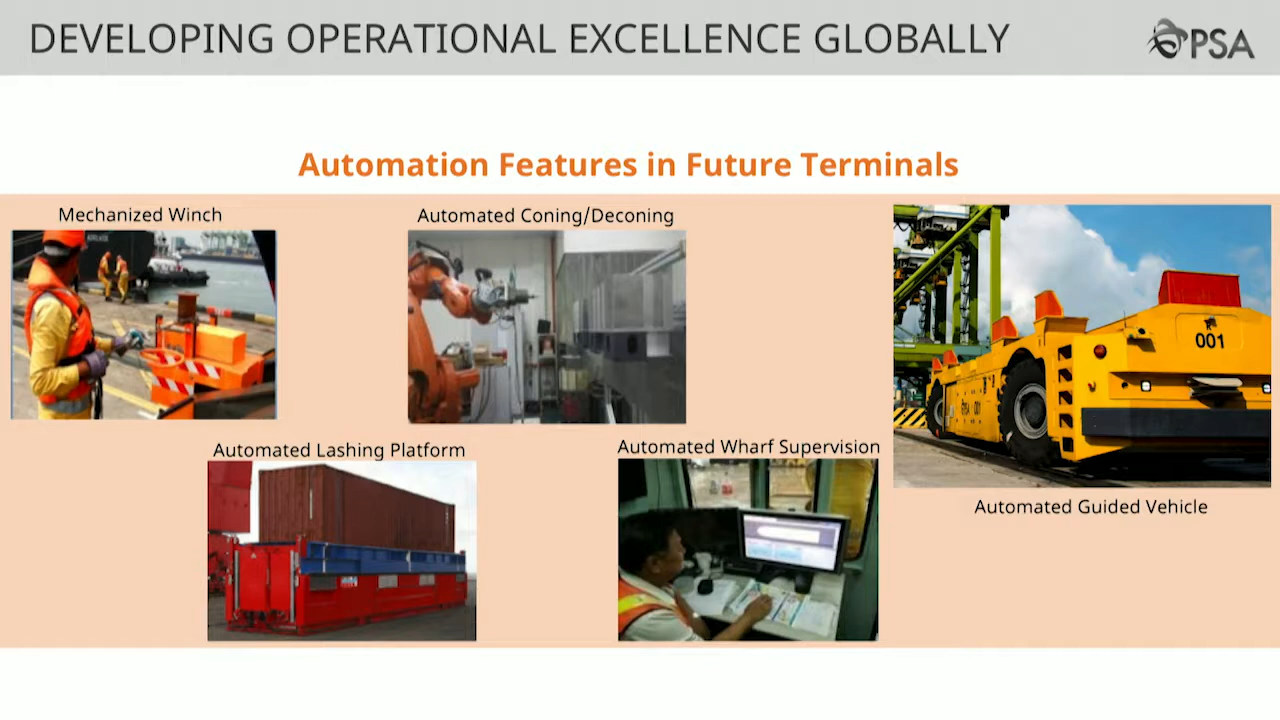 DEVELOPING OPERATIONAL EXCELLENCE GLOBALLY
PSA
Automation Features in Future Terminals
Mechanized Winch
Automated Coning/Deconing
Automated Lashing Platform
Automated Wharf Supervision
001
Automated Guided Vehicle